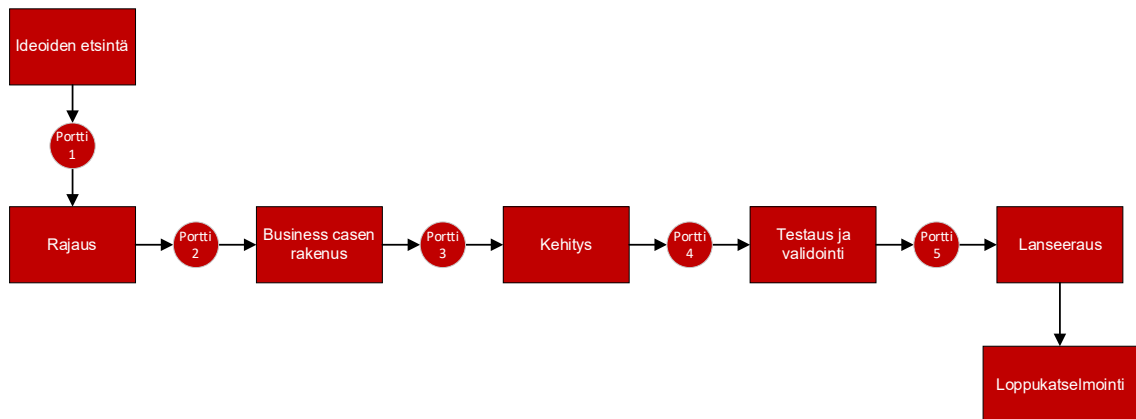 Ideoiden etsintä
Portti
1
Rajaus
Portti
2
Business casen
rakenus
Portti
3
Kehitys
Portti
4
Testaus ja
validointi
Portti
5
Lanseeraus
Loppukatselmointi